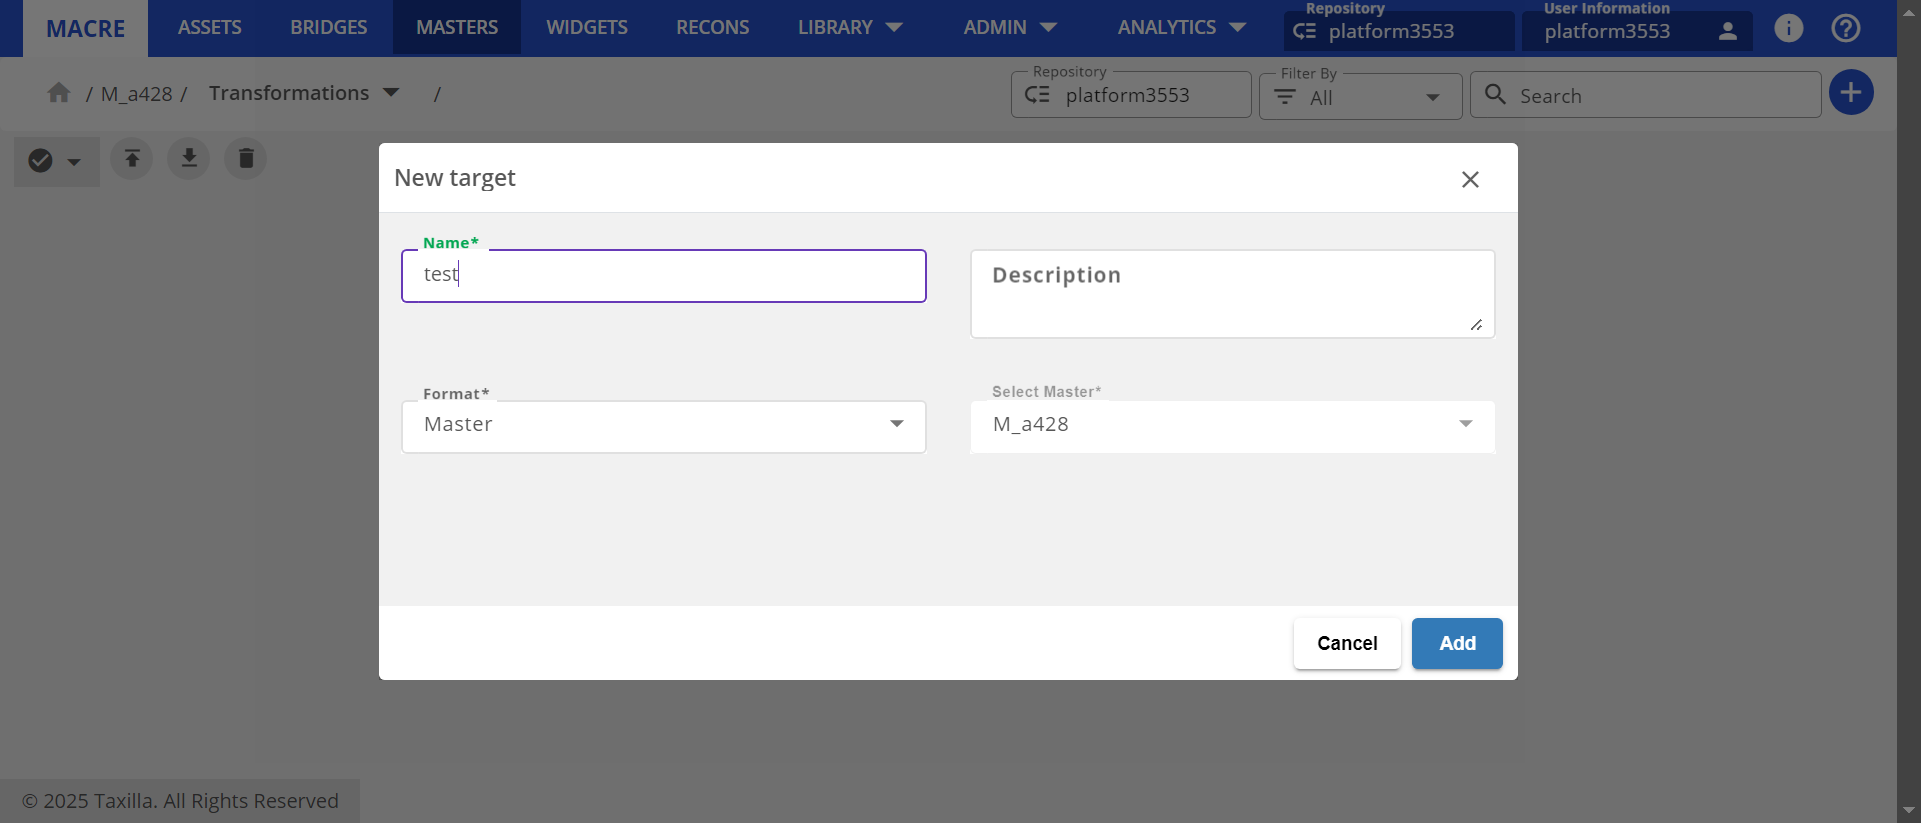 MACRE ASSETS BRIDGES MASTERS WIDGETS RECONS LIBRARY ADMIN ANALYTICS
Repository
platform3553
User Information
platform3553
/ M_a428 / Transformations /
Repository
platform3553
Filter By
All
Search
New target
Name*
test
Description
Format*
Master
Select Master*
M_a428
Cancel Add
© 2025 Taxilla. All Rights Reserved